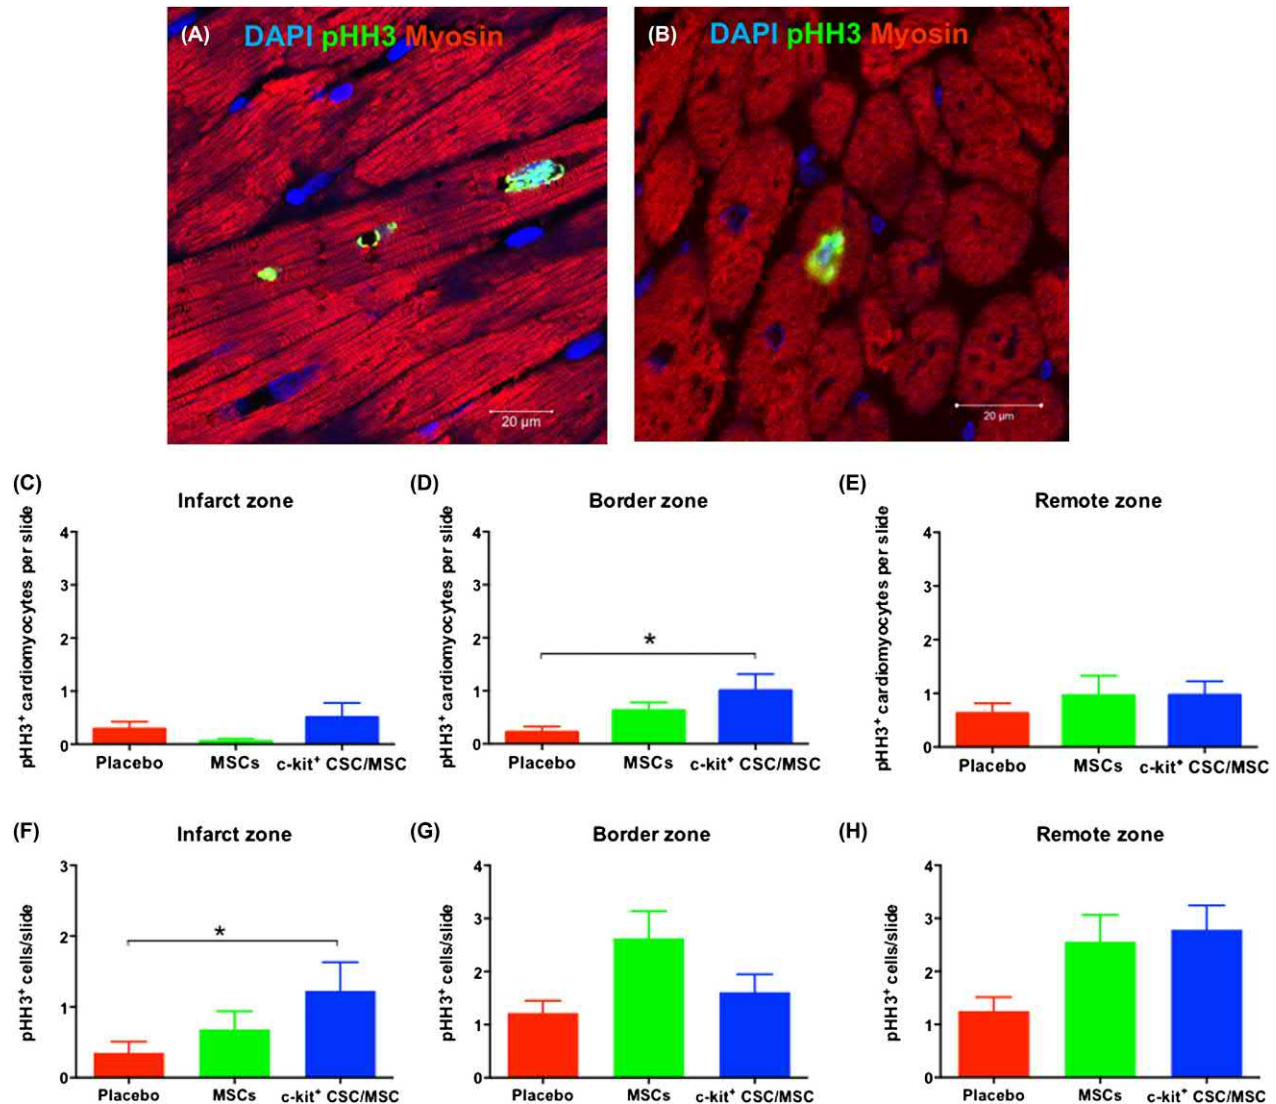 (A) DAPI pHH3 Myosin
20 µm
(B) DAPI pHH3 Myosin
20 µm
(C) Infarct zone
pHH3⁺ cardiomyocytes per slide
4
3
2
1
0
Placebo MSCs c-kit⁺ CSC/MSC
(D) Border zone
pHH3⁺ cardiomyocytes per slide
4
3
2
1
0
*
Placebo MSCs c-kit⁺ CSC/MSC
(E) Remote zone
pHH3⁺ cardiomyocytes per slide
4
3
2
1
0
Placebo MSCs c-kit⁺ CSC/MSC
(F) Infarct zone
pHH3⁺ cells/slide
3
2
1
0
*
Placebo MSCs c-kit⁺ CSC/MSC
(G) Border zone
pHH3⁺ cells/slide
4
3
2
1
0
Placebo MSCs c-kit⁺ CSC/MSC
(H) Remote zone
pHH3⁺ cells/slide
4
3
2
1
0
Placebo MSCs c-kit⁺ CSC/MSC